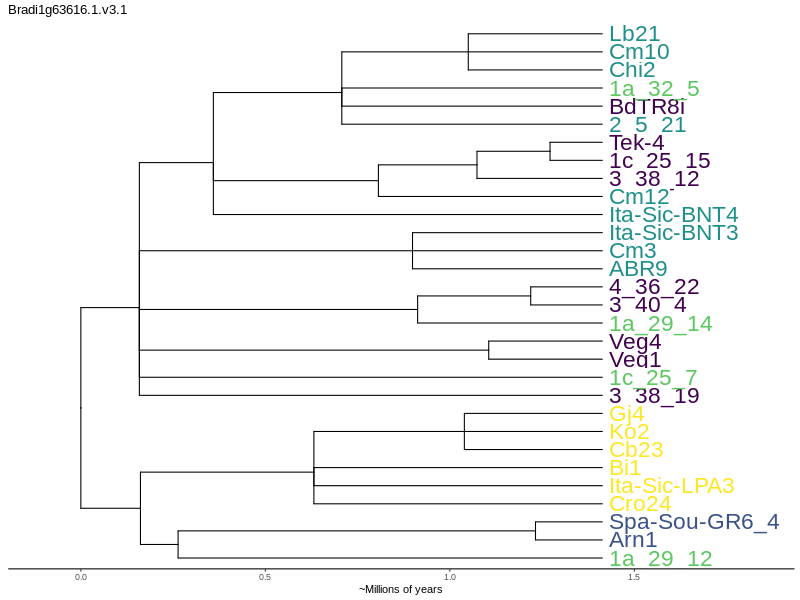 Bradi1g63616.1.v3.1
Lb21
Cm10
Chi2
1a_32_5
BdTR8i
2_5_21
Tek-4
1c_25_15
3_38_12
Cm12
Ita-Sic-BNT4
Ita-Sic-BNT3
Cm3
ABR9
4_36_22
3_40_4
1a_29_14
Veg4
Veg1
1c_25_7
3_38_19
Gj4
Ko2
Cb23
Bi1
Ita-Sic-LPA3
Cro24
Spa-Sou-GR6_4
Arn1
1a_29_12
0.0 0.5 1.0 1.5
~Millions of years